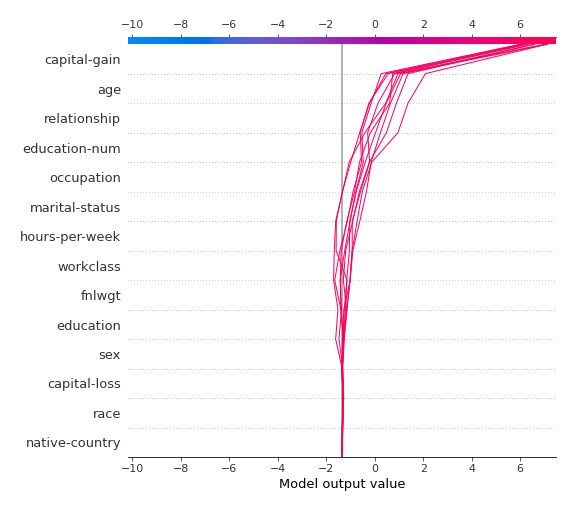 −10 −8 −6 −4 −2 0 2 4 6
capital-gain
age
relationship
education-num
occupation
marital-status
hours-per-week
workclass
fnlwgt
education
sex
capital-loss
race
native-country
−10 −8 −6 −4 −2 0 2 4 6
Model output value